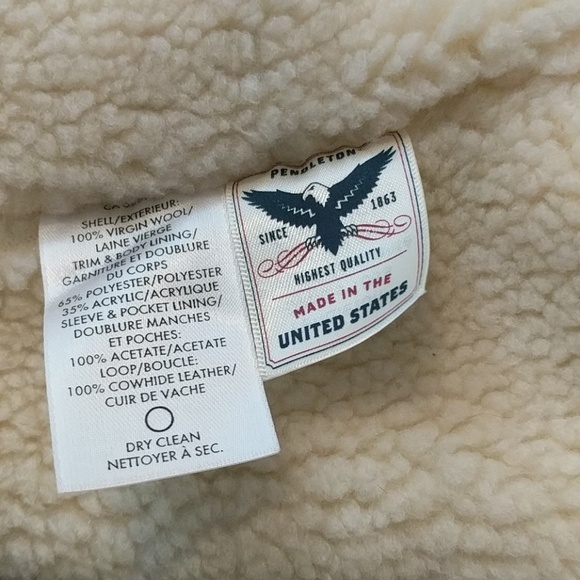 SHELL/EXTERIEUR:
100% VIRGIN WOOL/
LAINE VIERGE
TRIM & BODY LINING/
GARNITURE ET DOUBLURE
DU CORPS
65% POLYESTER/POLYESTER
35% ACRYLIC/ACRYLIQUE
SLEEVE & POCKET LINING/
DOUBLURE MANCHES
ET POCHES:
100% ACETATE/ACETATE
LOOP/BOUCLE:
100% COWHIDE LEATHER/
CUIR DE VACHE
DRY CLEAN
NETTOYER À SEC.
PENDLETON
SINCE 1863
HIGHEST QUALITY
MADE IN THE
UNITED STATES